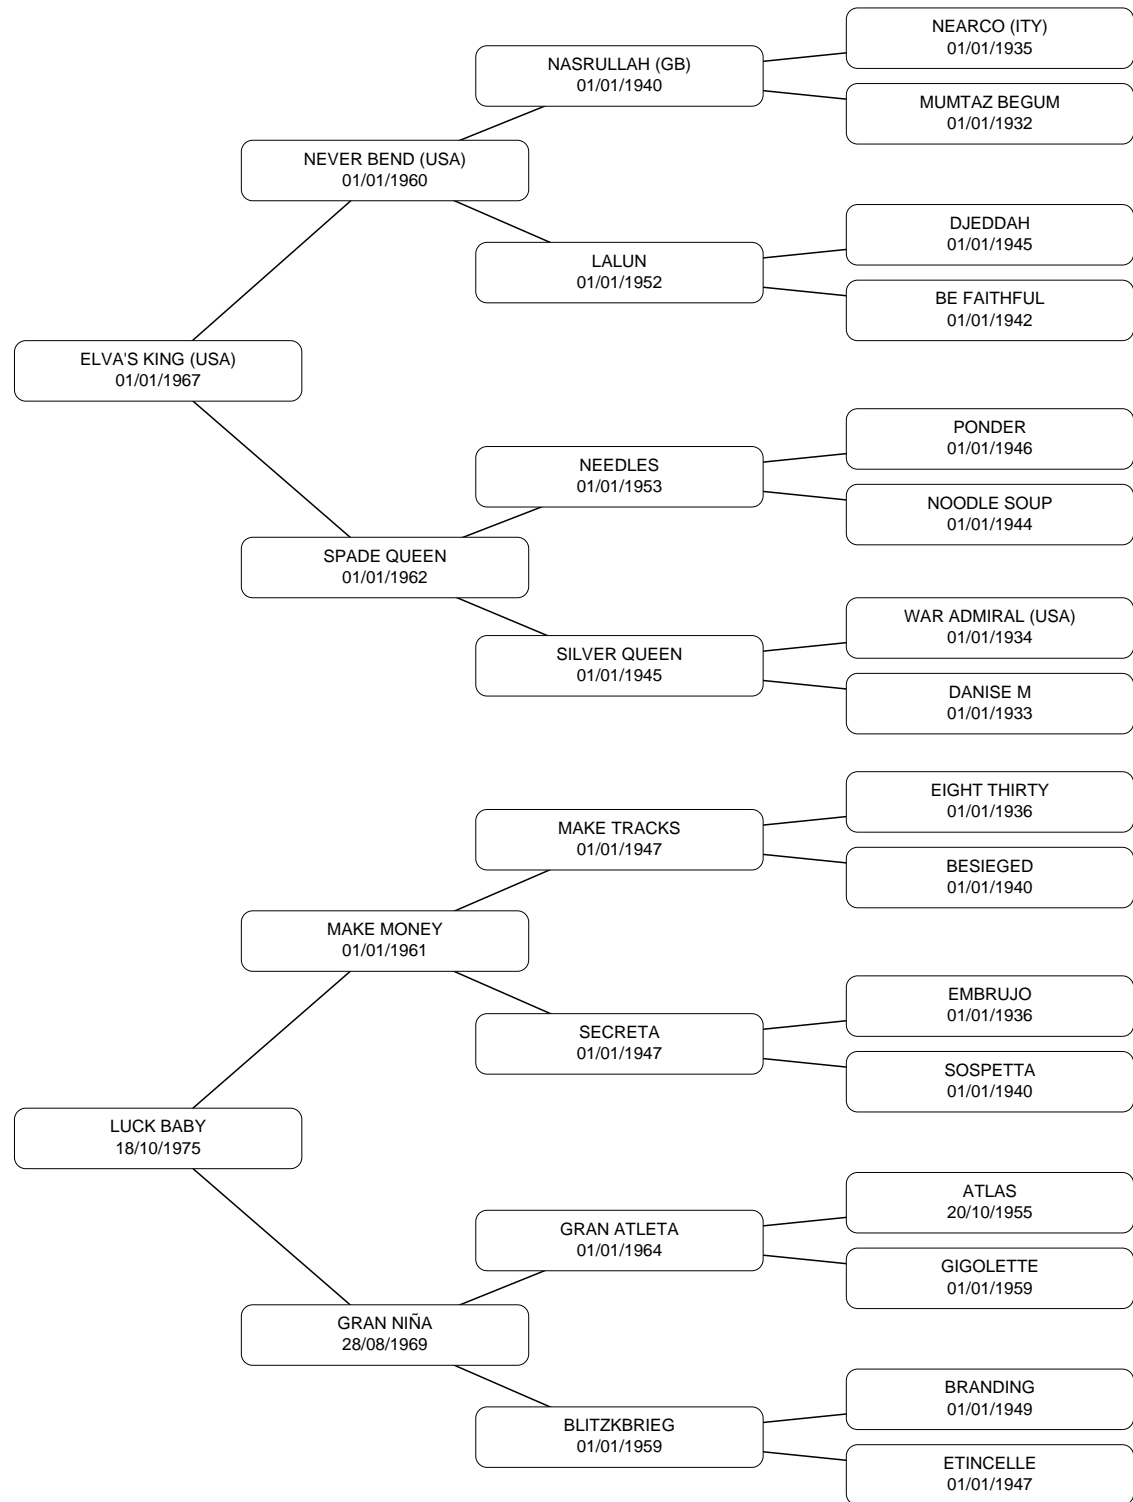 NEARCO (ITY)
01/01/1935
NASRULLAH (GB)
01/01/1940
MUMTAZ BEGUM
01/01/1932
NEVER BEND (USA)
01/01/1960
DJEDDAH
01/01/1945
LALUN
01/01/1952
BE FAITHFUL
01/01/1942
ELVA'S KING (USA)
01/01/1967
PONDER
01/01/1946
NEEDLES
01/01/1953
NOODLE SOUP
01/01/1944
SPADE QUEEN
01/01/1962
WAR ADMIRAL (USA)
01/01/1934
SILVER QUEEN
01/01/1945
DANISE M
01/01/1933
EIGHT THIRTY
01/01/1936
MAKE TRACKS
01/01/1947
BESIEGED
01/01/1940
MAKE MONEY
01/01/1961
EMBRUJO
01/01/1936
SECRETA
01/01/1947
SOSPETTA
01/01/1940
LUCK BABY
18/10/1975
ATLAS
20/10/1955
GRAN ATLETA
01/01/1964
GIGOLETTE
01/01/1959
GRAN NIÑA
28/08/1969
BRANDING
01/01/1949
BLITZKBRIEG
01/01/1959
ETINCELLE
01/01/1947